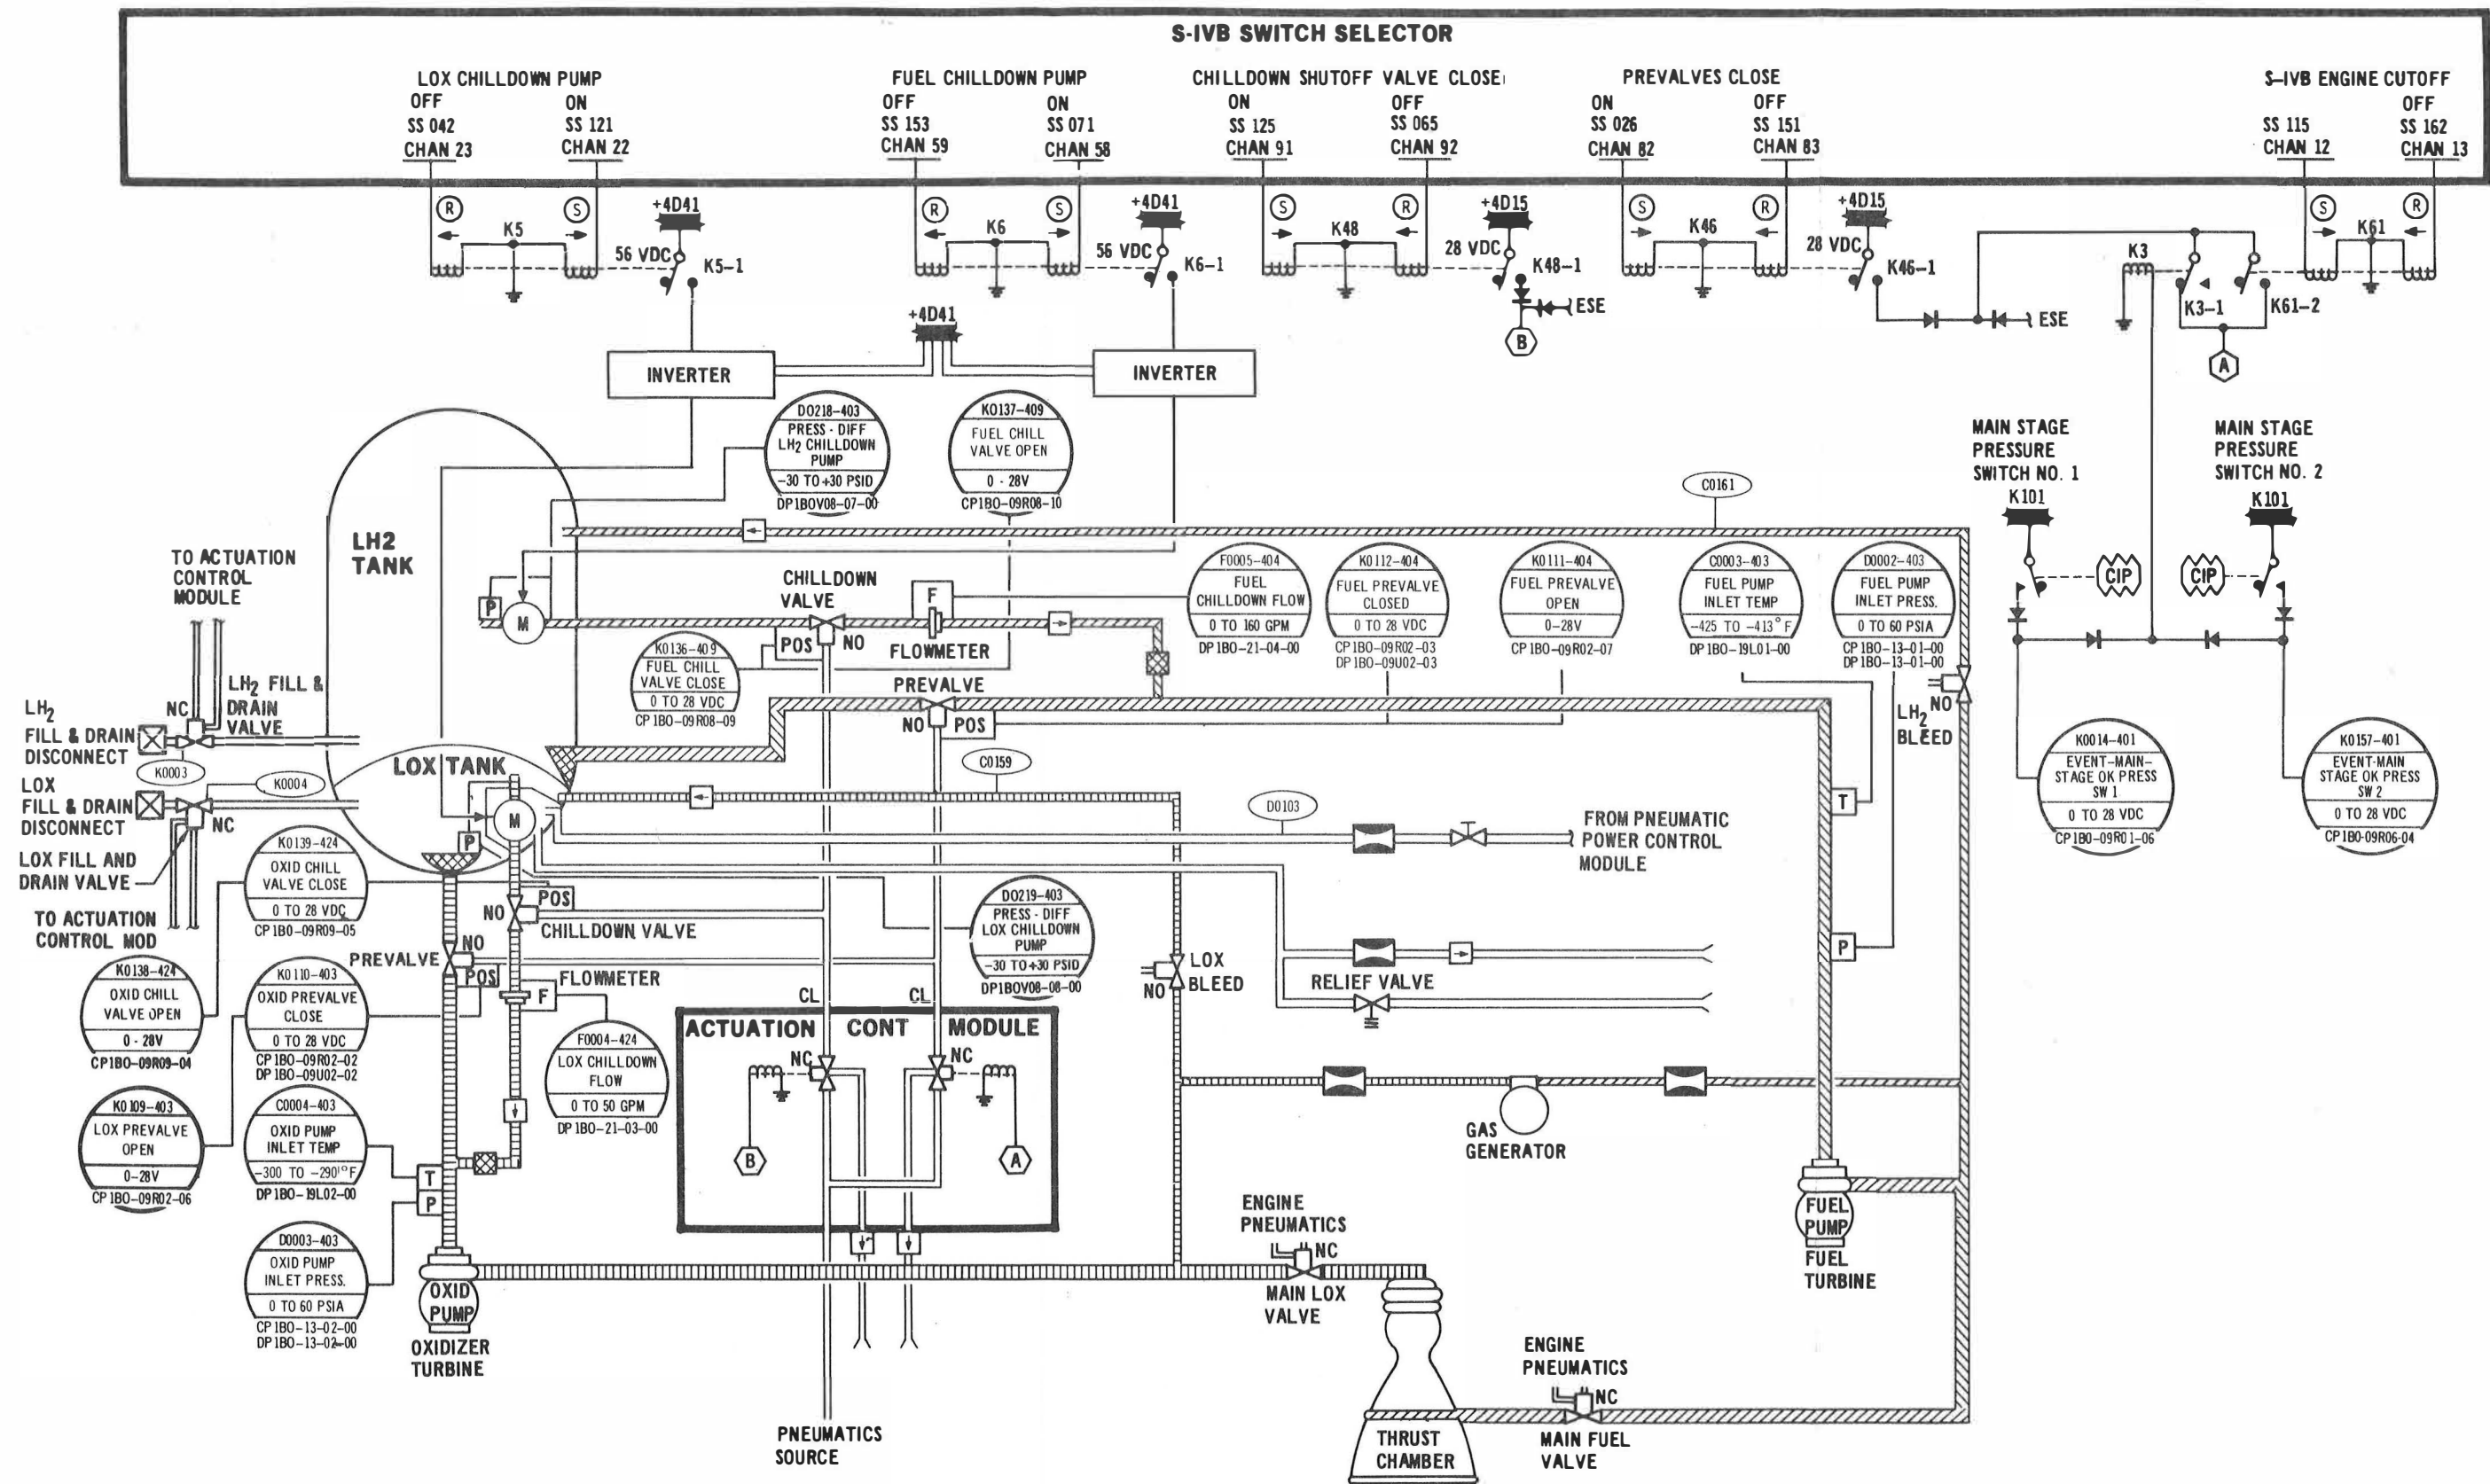 S-IVB SWITCH SELECTOR
LOX CHILLDOWN PUMP
OFF
SS 042
CHAN 23
ON
SS 121
CHAN 22
FUEL CHILLDOWN PUMP
OFF
SS 153
CHAN 59
ON
SS 071
CHAN 58
CHILLDOWN SHUTOFF VALVE CLOSE
ON
SS 125
CHAN 91
OFF
SS 065
CHAN 92
PREVALVES CLOSE
ON
SS 026
CHAN 82
OFF
SS 151
CHAN 83
S-IVB ENGINE CUTOFF
SS 115
CHAN 12
OFF
SS 162
CHAN 13
R
S
K5
+4D41
56 VDC
K5-1
R
S
K6
+4D41
56 VDC
K6-1
S
R
K48
+4D15
28 VDC
K48-1
ESE
B
S
R
K46
+4D15
28 VDC
K46-1
ESE
K3
K3-1
K61-2
A
S
R
K61
+4D41
INVERTER
INVERTER
D0218-403
PRESS - DIFF
LH2 CHILLDOWN
PUMP
-30 TO +30 PSID
DP1B0V08-07-00
K0137-409
FUEL CHILL
VALVE OPEN
0 - 28V
CP1B0-09R08-10
MAIN STAGE
PRESSURE
SWITCH NO. 1
K101
MAIN STAGE
PRESSURE
SWITCH NO. 2
K101
CIP
CIP
C0161
LH2
TANK
TO ACTUATION
CONTROL
MODULE
P
M
CHILLDOWN
VALVE
POS
NO
F
FLOWMETER
F0005-404
FUEL
CHILLDOWN FLOW
0 TO 160 GPM
DP1B0-21-04-00
K0112-404
FUEL PREVALVE
CLOSED
0 TO 28 VDC
CP1B0-09R02-03
DP1B0-09U02-03
K0111-404
FUEL PREVALVE
OPEN
0-28V
CP1B0-09R02-07
C0003-403
FUEL PUMP
INLET TEMP
-425 TO -413°F
DP1B0-19L01-00
D0002-403
FUEL PUMP
INLET PRESS.
0 TO 60 PSIA
CP1B0-13-01-00
DP1B0-13-01-00
K0136-409
FUEL CHILL
VALVE CLOSE
0 TO 28 VDC
CP1B0-09R08-09
PREVALVE
NO
POS
NO
LH2
BLEED
LH2
FILL & DRAIN
DISCONNECT
NC
LH2 FILL &
DRAIN
VALVE
K0003
K0004
LOX
FILL & DRAIN
DISCONNECT
NC
LOX FILL AND
DRAIN VALVE
TO ACTUATION
CONTROL MOD
LOX TANK
M
P
C0159
D0103
FROM PNEUMATIC
POWER CONTROL
MODULE
T
P
K0014-401
EVENT-MAIN-
STAGE OK PRESS
SW 1
0 TO 28 VDC
CP1B0-09R01-06
K0157-401
EVENT-MAIN
STAGE OK PRESS
SW 2
0 TO 28 VDC
CP1B0-09R06-04
K0139-424
OXID CHILL
VALVE CLOSE
0 TO 28 VDC
CP1B0-09R09-05
POS
NO
CHILLDOWN VALVE
D0219-403
PRESS - DIFF
LOX CHILLDOWN
PUMP
-30 TO +30 PSID
DP1B0V08-08-00
K0138-424
OXID CHILL
VALVE OPEN
0 - 28V
CP1B0-09R09-04
K0110-403
OXID PREVALVE
CLOSE
0 TO 28 VDC
CP1B0-09R02-02
DP1B0-09U02-02
PREVALVE
NO
POS
FLOWMETER
F
F0004-424
LOX CHILLDOWN
FLOW
0 TO 50 GPM
DP1B0-21-03-00
LOX
BLEED
NO
RELIEF VALVE
CL
CL
ACTUATION CONT MODULE
NC
NC
B
A
K0109-403
LOX PREVALVE
OPEN
0-28V
CP1B0-09R02-06
C0004-403
OXID PUMP
INLET TEMP
-300 TO -290°F
DP1B0-19L02-00
T
P
D0003-403
OXID PUMP
INLET PRESS.
0 TO 60 PSIA
CP1B0-13-02-00
DP1B0-13-02-00
OXID
PUMP
OXIDIZER
TURBINE
GAS
GENERATOR
FUEL
PUMP
FUEL
TURBINE
ENGINE
PNEUMATICS
NC
MAIN LOX
VALVE
ENGINE
PNEUMATICS
NC
MAIN FUEL
VALVE
THRUST
CHAMBER
PNEUMATICS
SOURCE